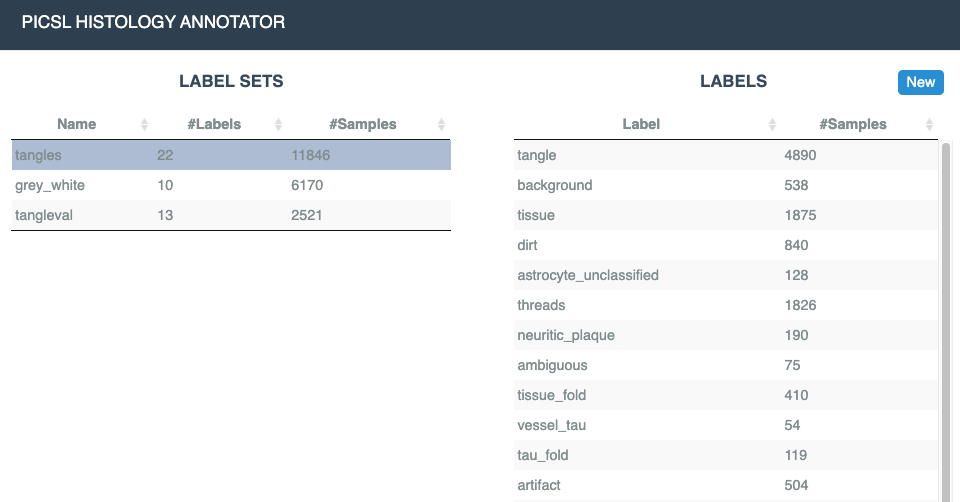 PICSL HISTOLOGY ANNOTATOR
LABEL SETS
Name #Labels #Samples
tangles 22 11846
grey_white 10 6170
tangleval 13 2521
LABELS
New
Label #Samples
tangle 4890
background 538
tissue 1875
dirt 840
astrocyte_unclassified 128
threads 1826
neuritic_plaque 190
ambiguous 75
tissue_fold 410
vessel_tau 54
tau_fold 119
artifact 504